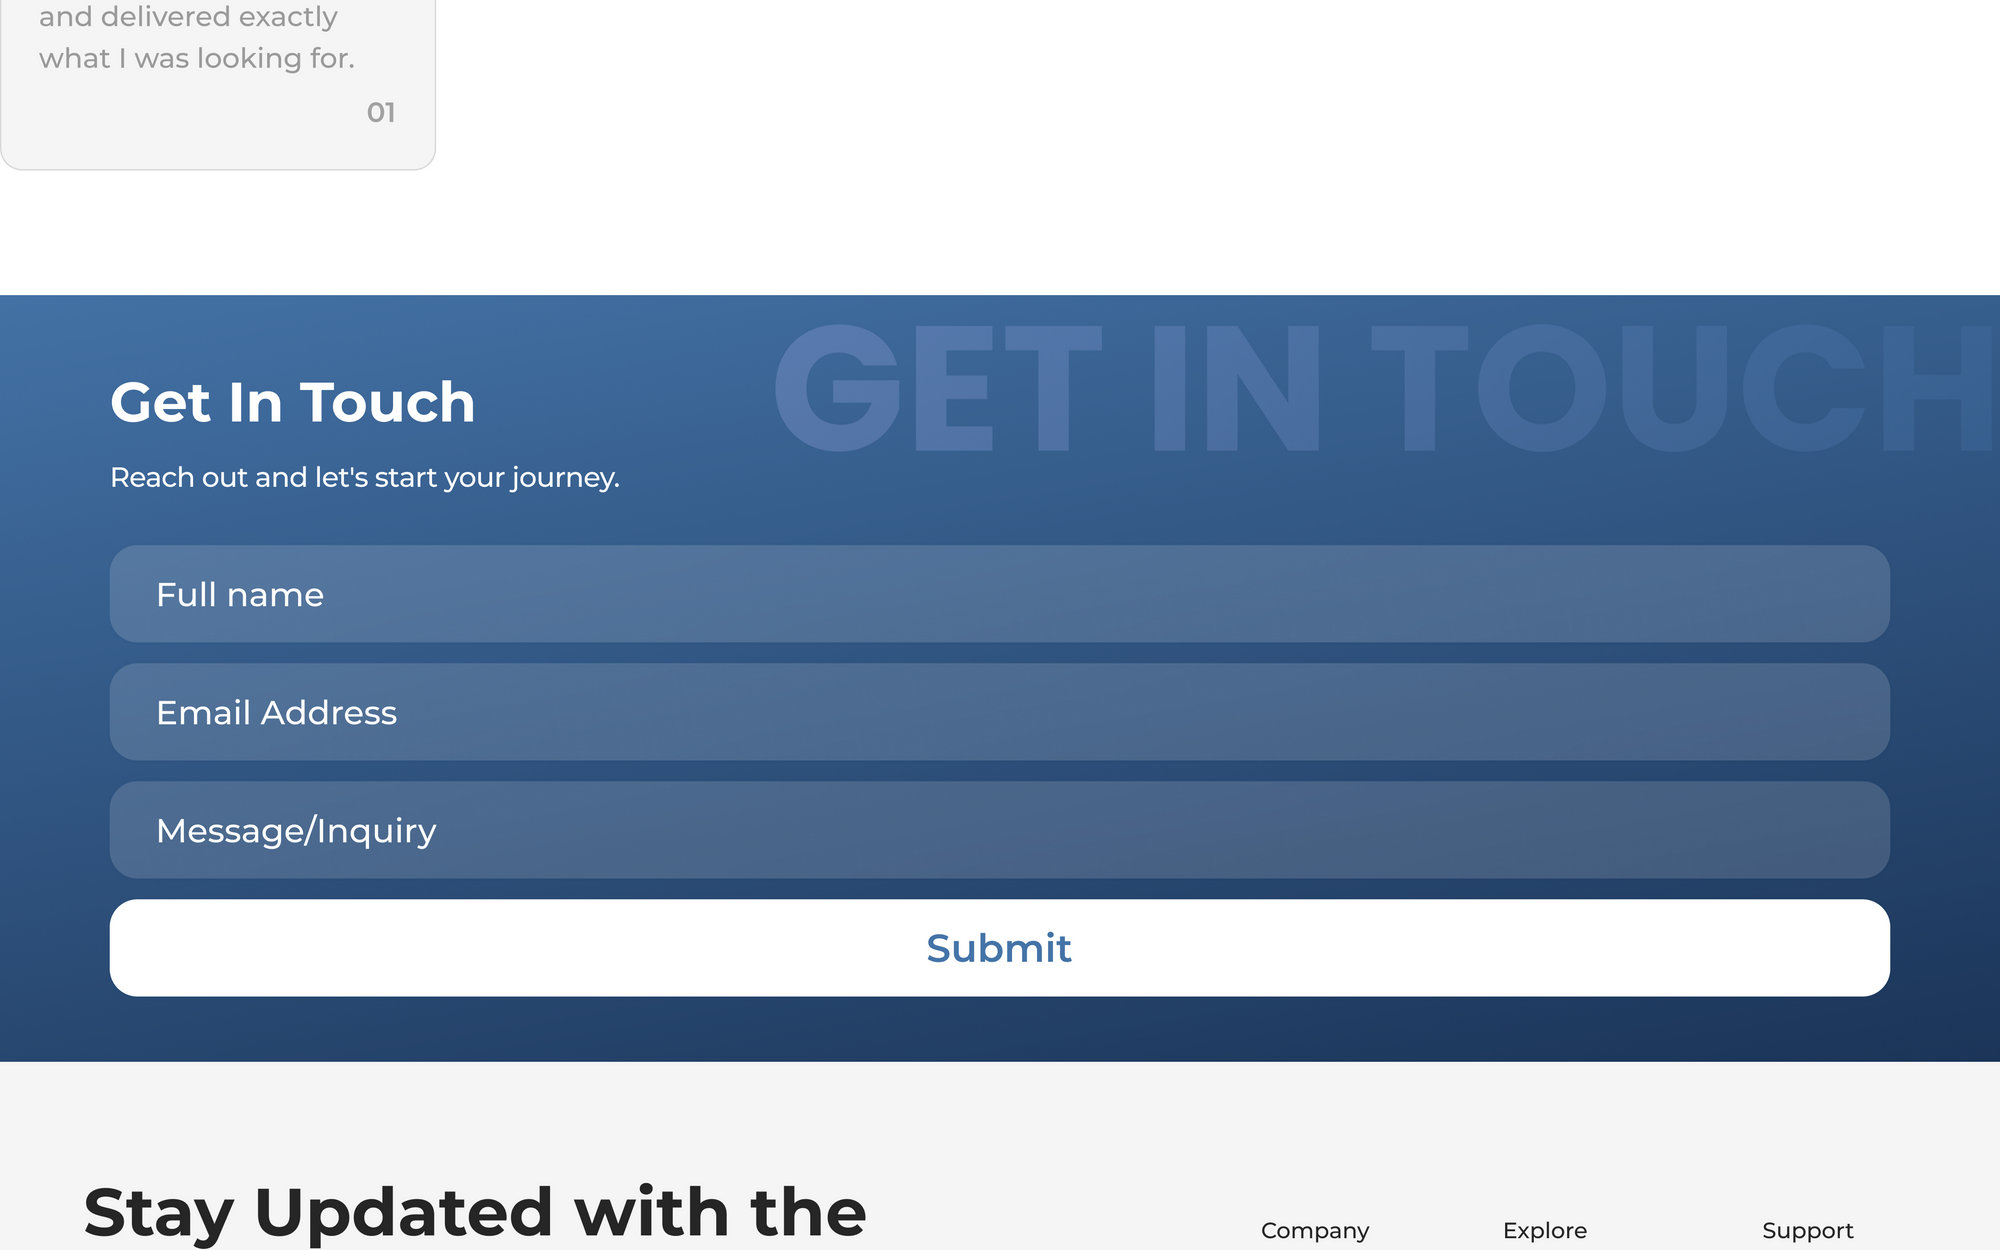 and delivered exactly
what I was looking for.
01
GET IN TOUCH
Get In Touch
Reach out and let's start your journey.
Full name
Email Address
Message/Inquiry
Submit
Stay Updated with the
Company
Explore
Support